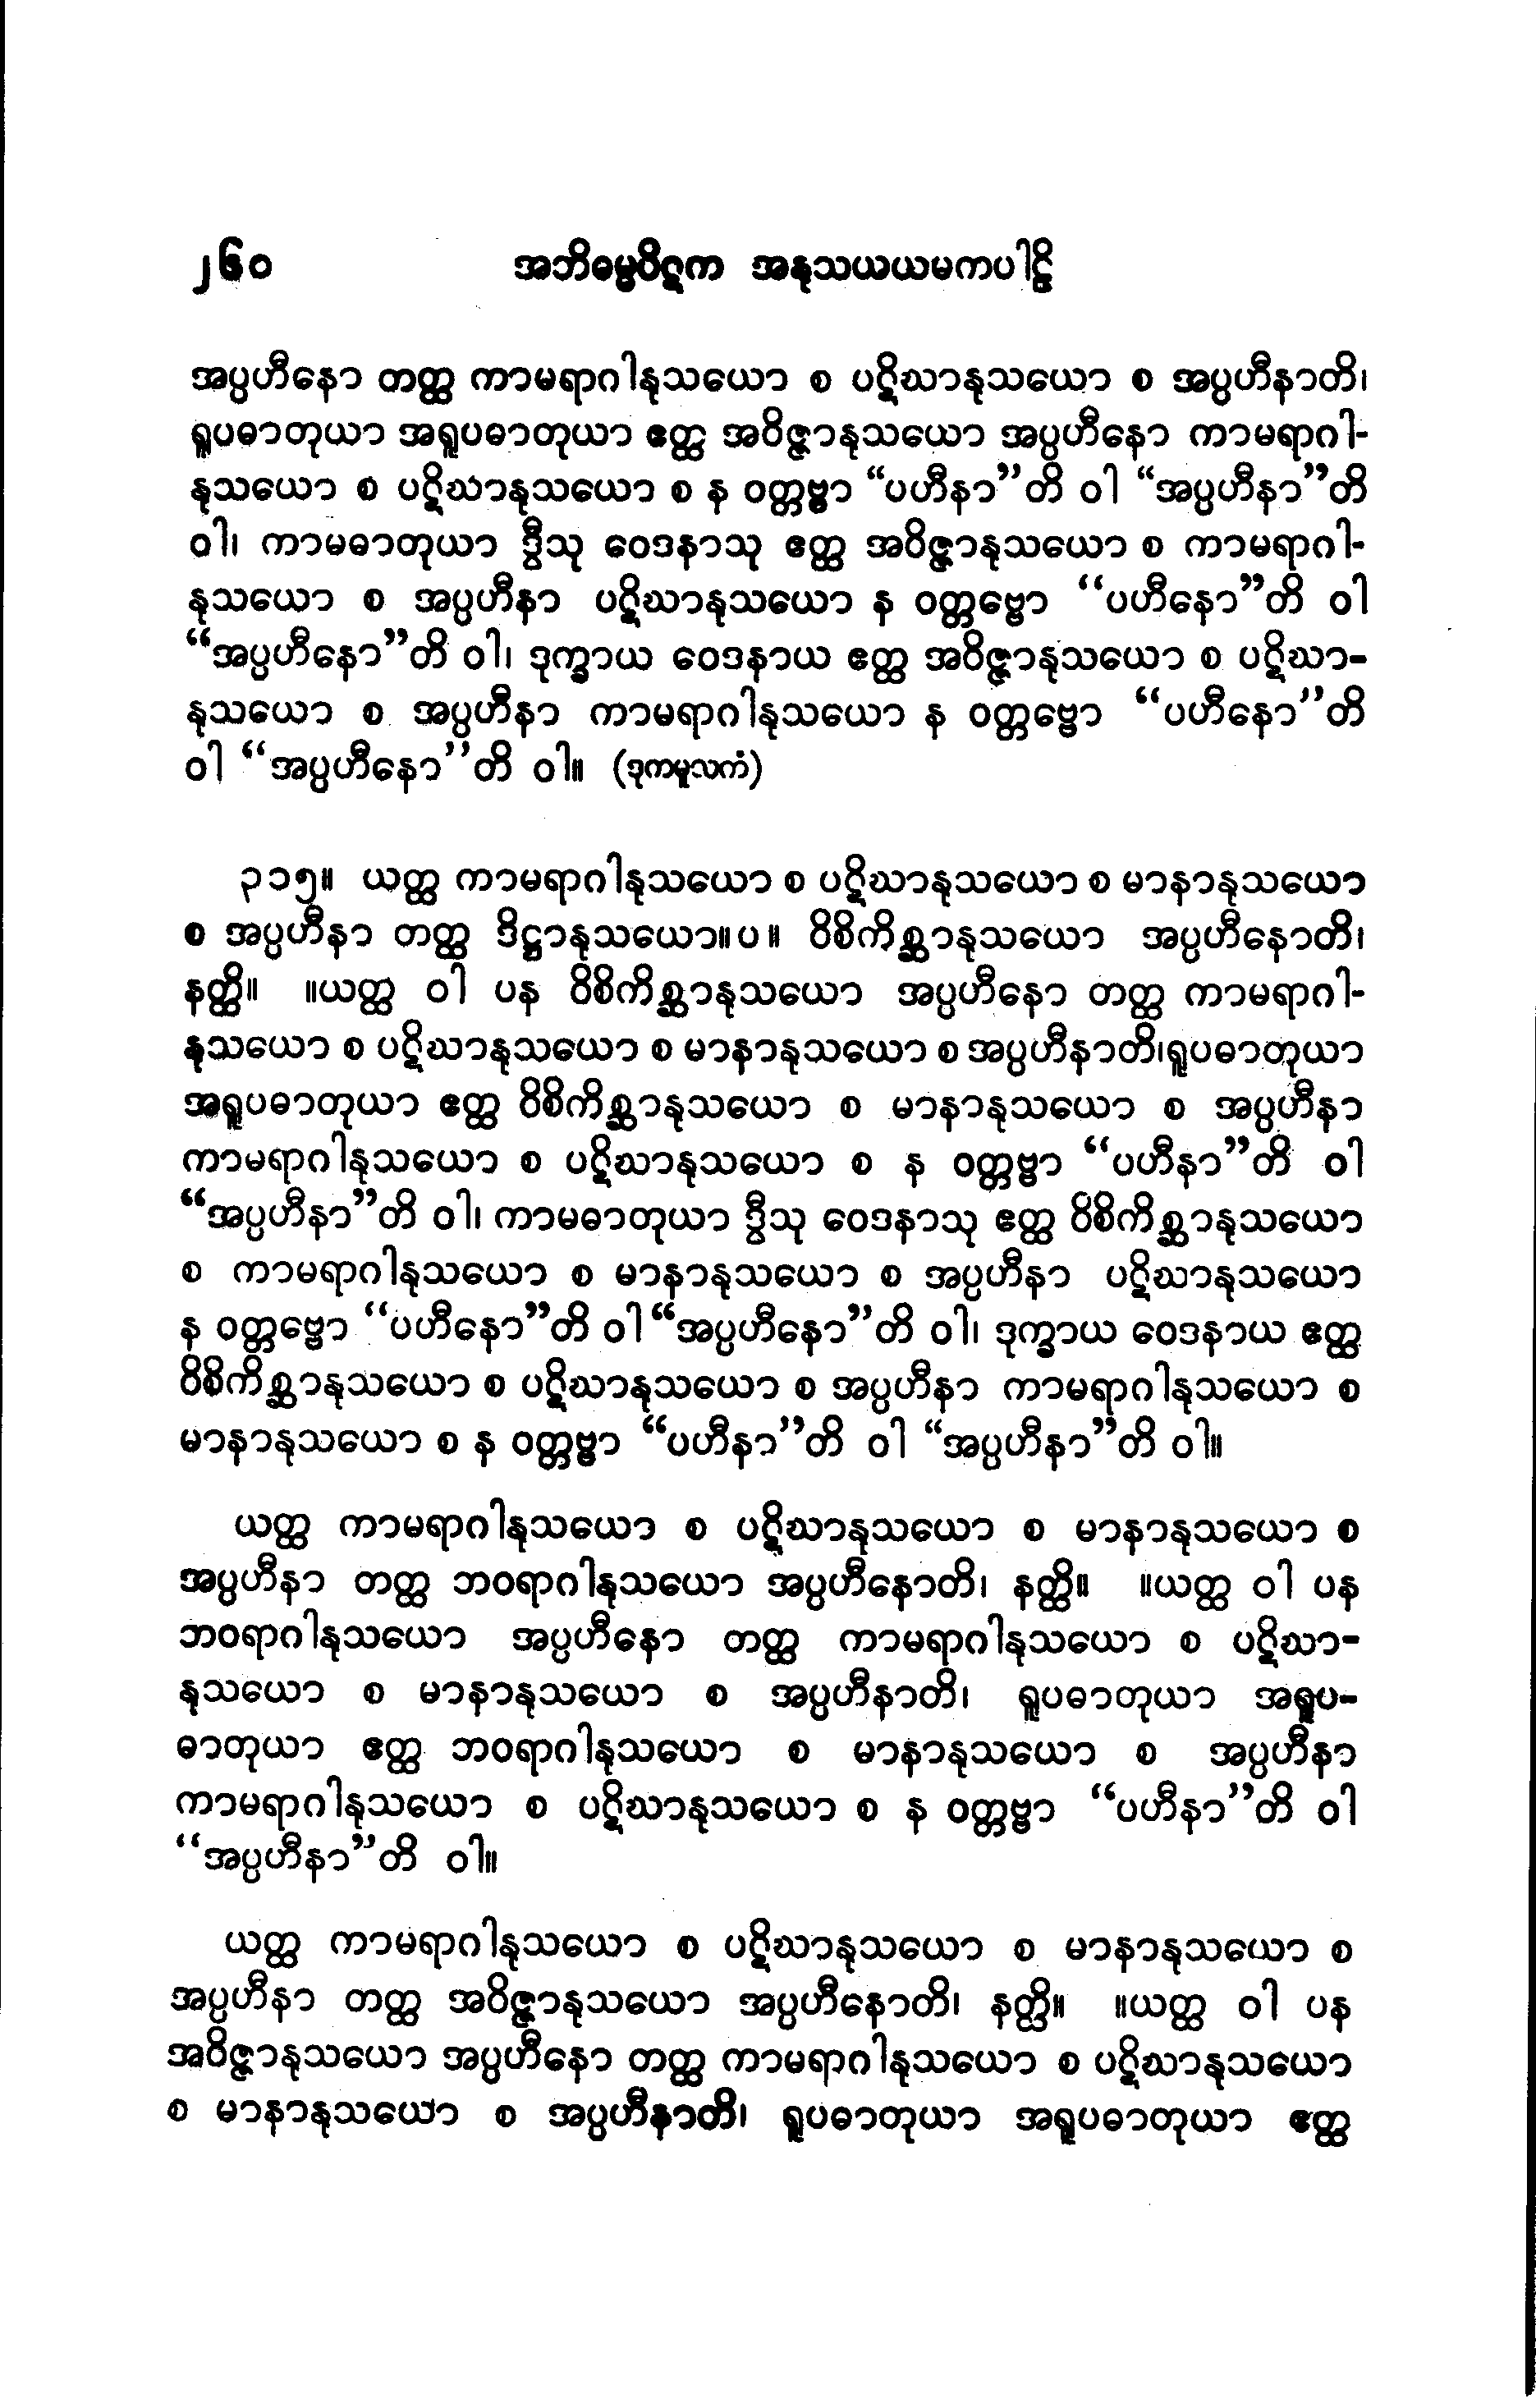 ၂၆၀ အဘိဓမ္မပိဋက အနုသယယမကပါဠိ
အပ္ပဟီနော တတ္ထ ကာမရာဂါနုသယော စ ပဋိဃာနုသယော စ အပ္ပဟီနာတိ၊
ရူပဓာတုယာ အရူပဓာတုယာ ဧတ္ထ အဝိဇ္ဇာနုသယော အပ္ပဟီနော ကာမရာဂါ-
နုသယော စ ပဋိဃာနုသယော စ န ဝတ္တဗ္ဗာ “ပဟီနာ”တိ ဝါ “အပ္ပဟီနာ”တိ
ဝါ၊ ကာမဓာတုယာ ဒွီသု ဝေဒနာသု ဧတ္ထ အဝိဇ္ဇာနုသယော စ ကာမရာဂါ-
နုသယော စ အပ္ပဟီနာ ပဋိဃာနုသယော န ဝတ္တဗ္ဗော “ပဟီနော”တိ ဝါ
“အပ္ပဟီနော”တိ ဝါ၊ ဒုက္ခာယ ဝေဒနာယ ဧတ္ထ အဝိဇ္ဇာနုသယော စ ပဋိဃာ-
နုသယော စ အပ္ပဟီနာ ကာမရာဂါနုသယော န ဝတ္တဗ္ဗော “ပဟီနော”တိ
ဝါ “အပ္ပဟီနော”တိ ဝါ။ (ဒုကမူလကံ)
၃၁၅။ ယတ္ထ ကာမရာဂါနုသယော စ ပဋိဃာနုသယော စ မာနာနုသယော
စ အပ္ပဟီနာ တတ္ထ ဒိဋ္ဌာနုသယော။ပ။ ဝိစိကိစ္ဆာနုသယော အပ္ပဟီနောတိ၊
နတ္ထိ။ ။ယတ္ထ ဝါ ပန ဝိစိကိစ္ဆာနုသယော အပ္ပဟီနော တတ္ထ ကာမရာဂါ-
နုသယော စ ပဋိဃာနုသယော စ မာနာနုသယော စ အပ္ပဟီနာတိ၊ရူပဓာတုယာ
အရူပဓာတုယာ ဧတ္ထ ဝိစိကိစ္ဆာနုသယော စ မာနာနုသယော စ အပ္ပဟီနာ
ကာမရာဂါနုသယော စ ပဋိဃာနုသယော စ န ဝတ္တဗ္ဗာ “ပဟီနာ”တိ ဝါ
“အပ္ပဟီနာ”တိ ဝါ၊ ကာမဓာတုယာ ဒွီသု ဝေဒနာသု ဧတ္ထ ဝိစိကိစ္ဆာနုသယော
စ ကာမရာဂါနုသယော စ မာနာနုသယော စ အပ္ပဟီနာ ပဋိဃာနုသယော
န ဝတ္တဗ္ဗော “ပဟီနော”တိ ဝါ “အပ္ပဟီနော”တိ ဝါ၊ ဒုက္ခာယ ဝေဒနာယ ဧတ္ထ
ဝိစိကိစ္ဆာနုသယော စ ပဋိဃာနုသယော စ အပ္ပဟီနာ ကာမရာဂါနုသယော စ
မာနာနုသယော စ န ဝတ္တဗ္ဗာ “ပဟီနာ”တိ ဝါ “အပ္ပဟီနာ”တိ ဝါ။
ယတ္ထ ကာမရာဂါနုသယော စ ပဋိဃာနုသယော စ မာနာနုသယော စ
အပ္ပဟီနာ တတ္ထ ဘဝရာဂါနုသယော အပ္ပဟီနောတိ၊ နတ္ထိ။ ။ယတ္ထ ဝါ ပန
ဘဝရာဂါနုသယော အပ္ပဟီနော တတ္ထ ကာမရာဂါနုသယော စ ပဋိဃာ-
နုသယော စ မာနာနုသယော စ အပ္ပဟီနာတိ၊ ရူပဓာတုယာ အရူပ-
ဓာတုယာ ဧတ္ထ ဘဝရာဂါနုသယော စ မာနာနုသယော စ အပ္ပဟီနာ
ကာမရာဂါနုသယော စ ပဋိဃာနုသယော စ န ဝတ္တဗ္ဗာ “ပဟီနာ”တိ ဝါ
“အပ္ပဟီနာ”တိ ဝါ။
ယတ္ထ ကာမရာဂါနုသယော စ ပဋိဃာနုသယော စ မာနာနုသယော စ
အပ္ပဟီနာ တတ္ထ အဝိဇ္ဇာနုသယော အပ္ပဟီနောတိ၊ နတ္ထိ။ ။ယတ္ထ ဝါ ပန
အဝိဇ္ဇာနုသယော အပ္ပဟီနော တတ္ထ ကာမရာဂါနုသယော စ ပဋိဃာနုသယော
စ မာနာနုသယော စ အပ္ပဟီနာတိ၊ ရူပဓာတုယာ အရူပဓာတုယာ ဧတ္ထ